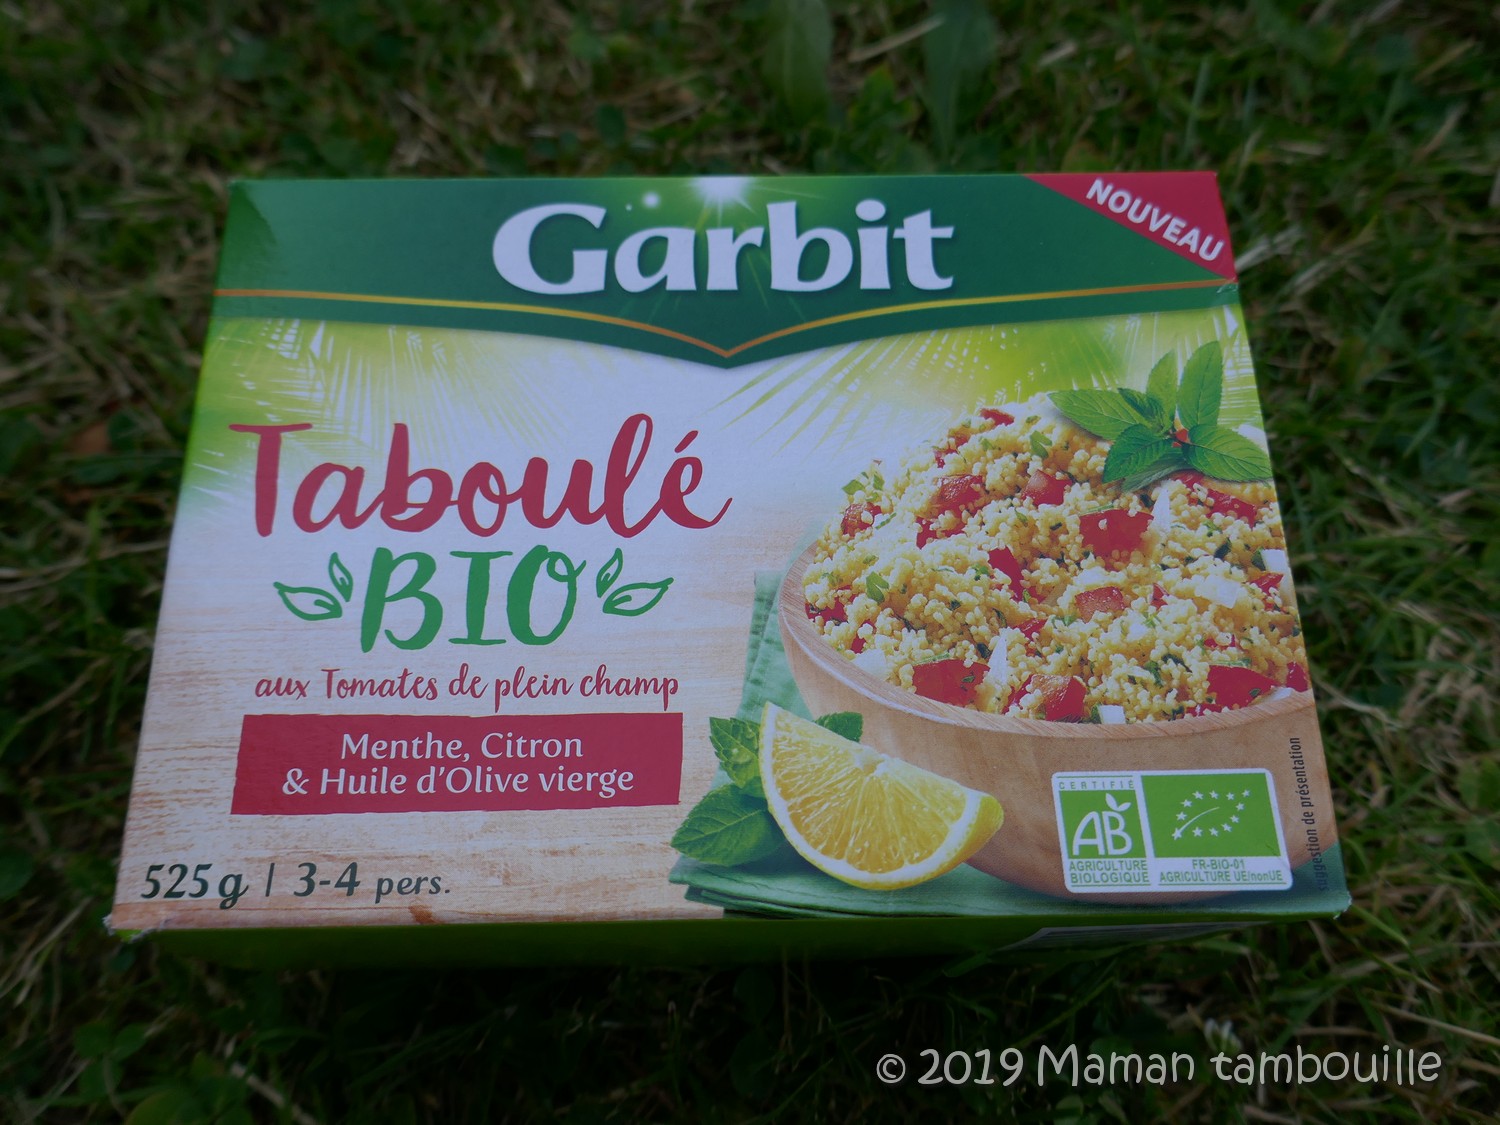 Garbit
NOUVEAU
Taboulé
BIO
aux Tomates de plein champ
Menthe, Citron
& Huile d'Olive vierge
525g | 3-4 pers.
CERTIFIÉ
AB
AGRICULTURE
BIOLOGIQUE
FR-BIO-01
AGRICULTURE UE/nonUE
suggestion de présentation
© 2019 Maman tambouille